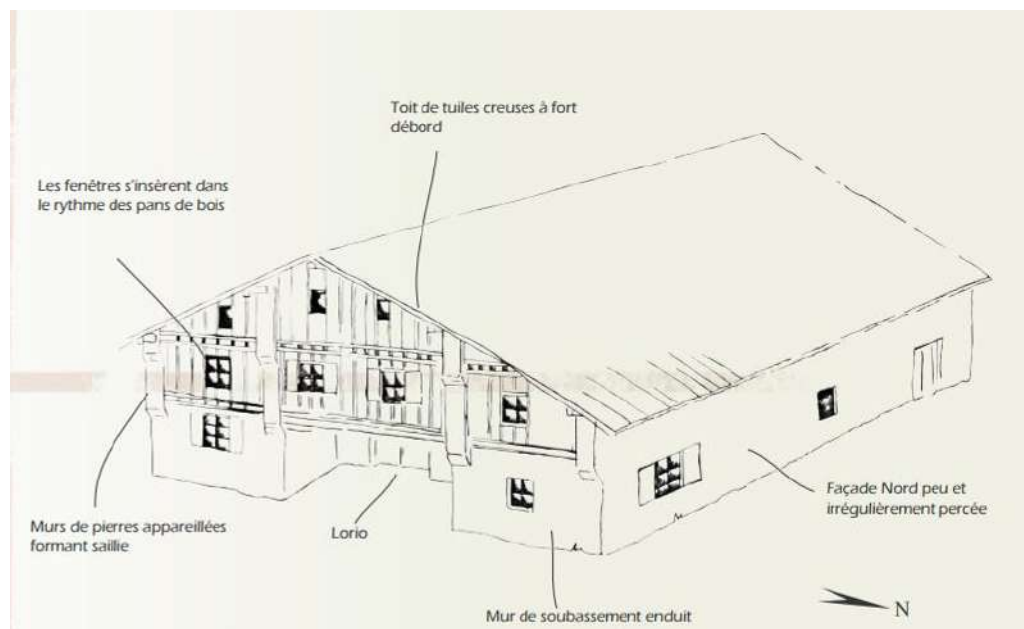 Toit de tuiles creuses à fort
débord
Les fenêtres s'insèrent dans
le rythme des pans de bois
Façade Nord peu et
irrégulièrement percée
Murs de pierres appareillées
formant saillie
Lorio
N
Mur de soubassement enduit